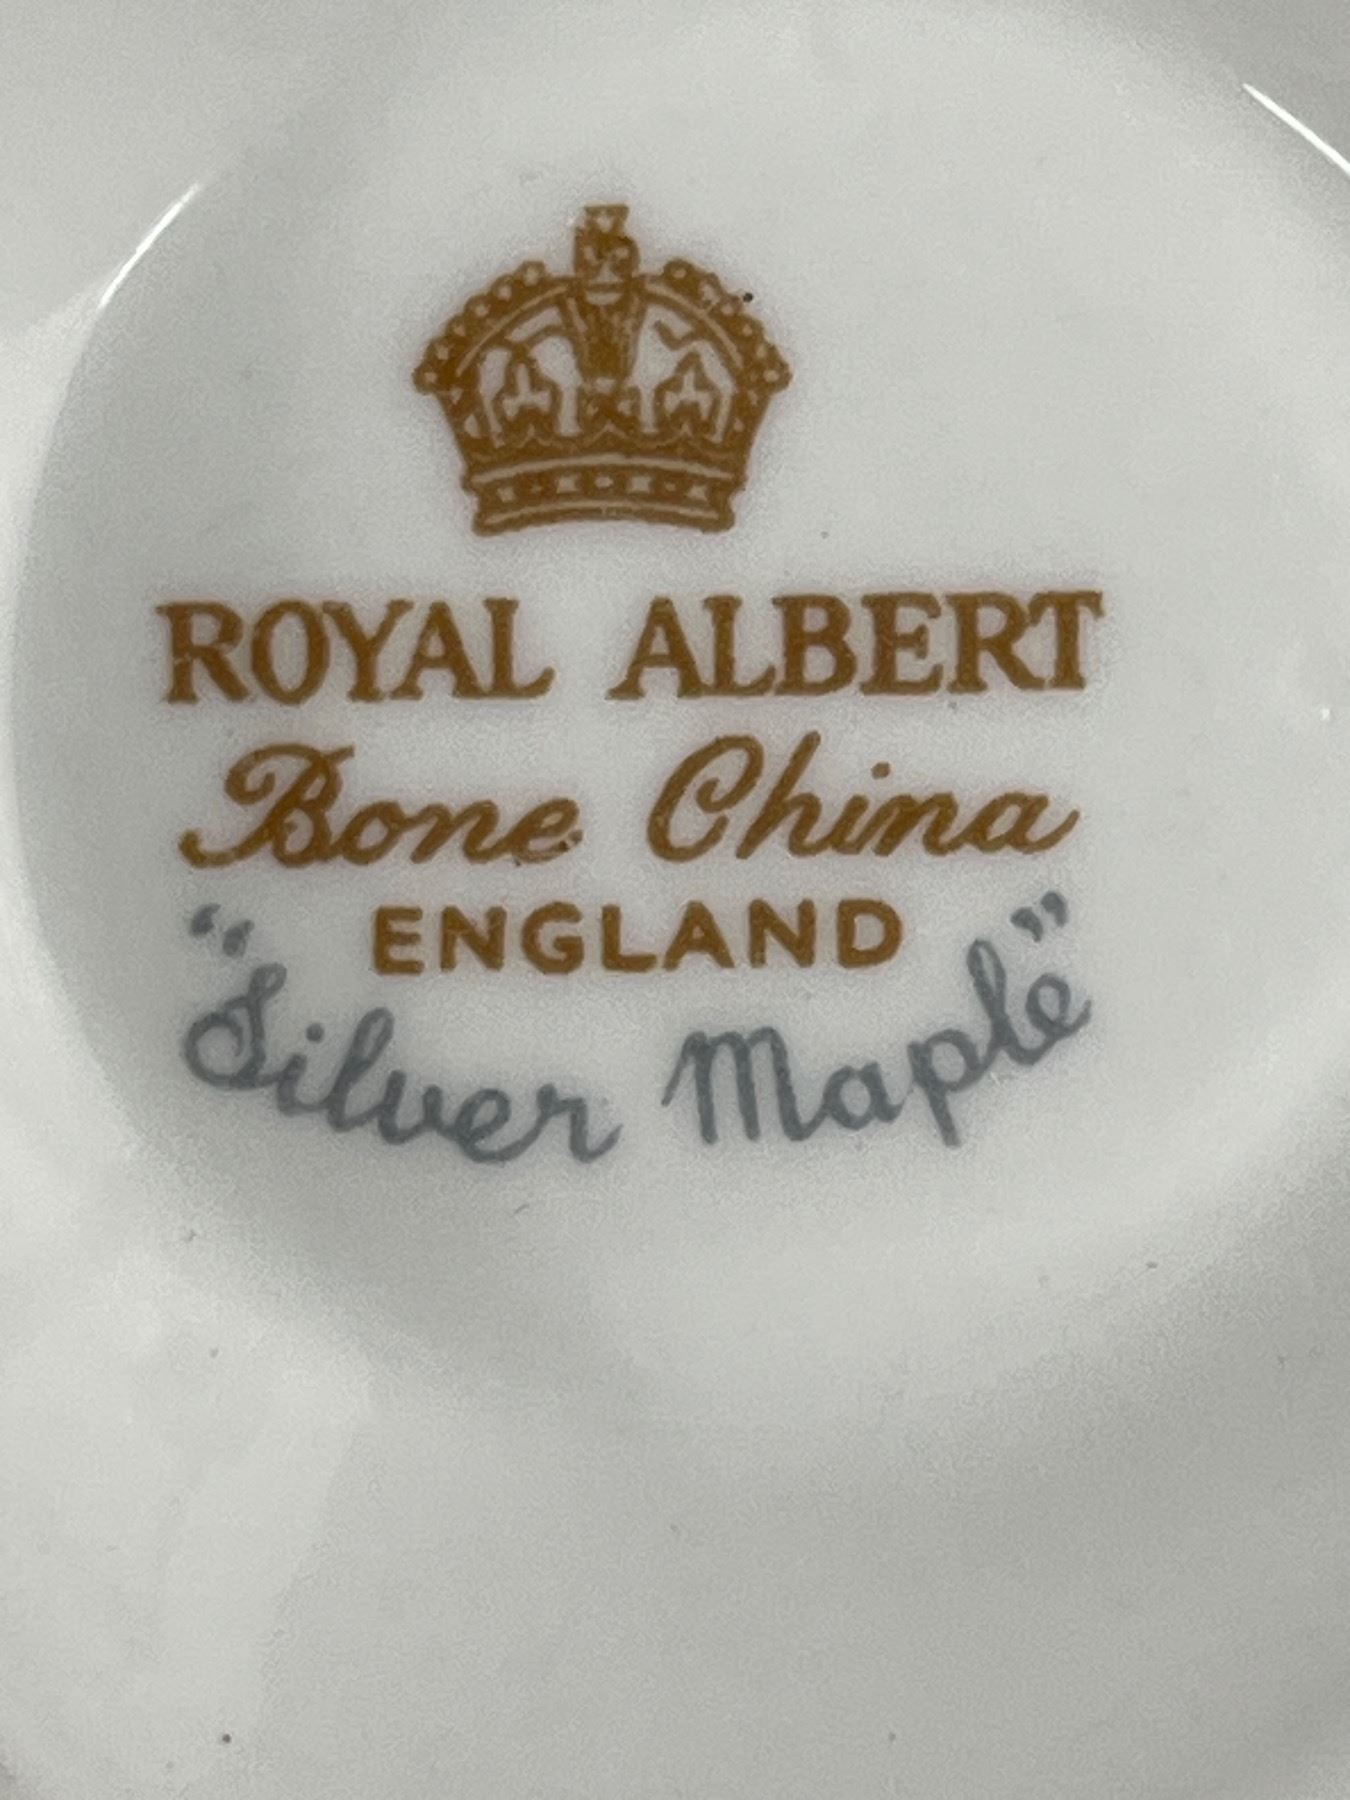 ROYAL ALBERT
Bone China
ENGLAND
"Silver Maple"